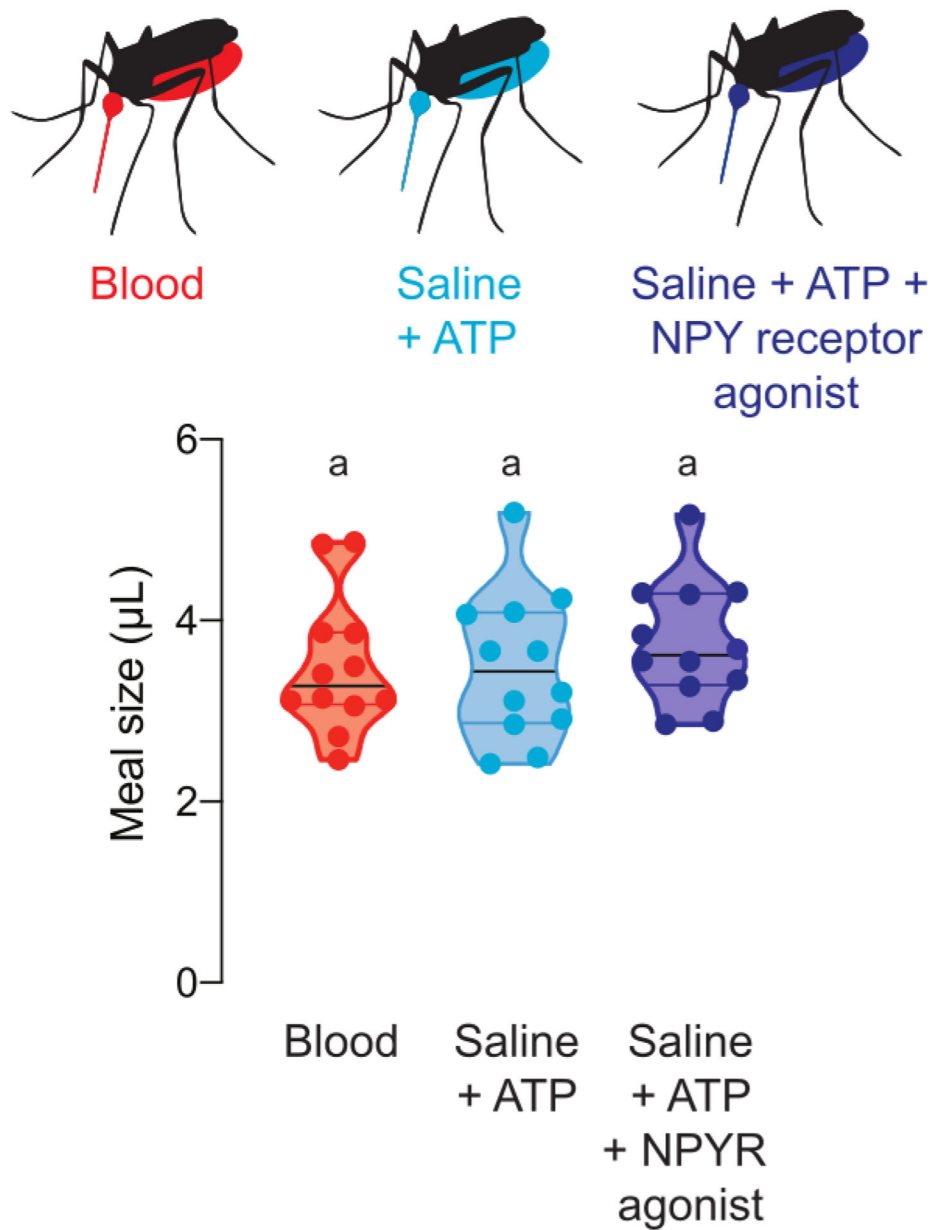 Blood
Saline
+ ATP
Saline + ATP +
NPY receptor
agonist
6
4
2
0
Meal size (µL)
a
a
a
Blood
Saline
+ ATP
Saline
+ ATP
+ NPYR
agonist